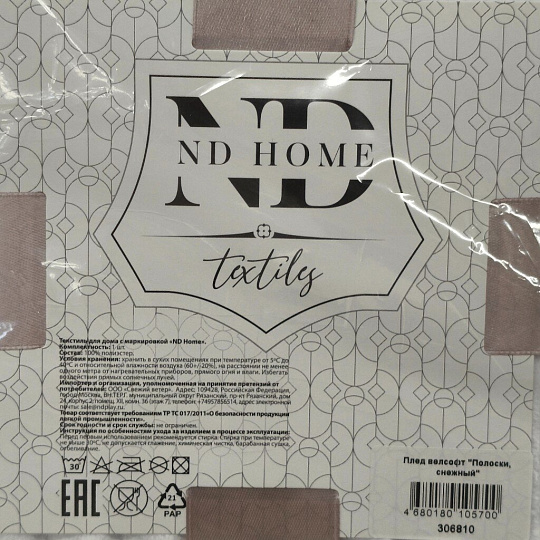 ND
ND HOME
textiles
Текстиль для дома с маркировкой «ND Home».
Комплектность: 1 шт.
Состав: 100% полиэстер.
Условия хранения: хранить в сухих помещениях при температуре от 5°C до
40°C и относительной влажности воздуха (60+/-20%), на расстоянии не менее
одного метра от нагревательных приборов, прямого огня и влаги. Избегать
воздействия прямых солнечных лучей.
Импортер и организация, уполномоченная на принятие претензий от
потребителей: ООО «Свежий ветер». Адрес: 109428, Российская Федерация,
город Москва, ВН.ТЕР.Г. муниципальный округ Рязанский, пр-кт Рязанский, дом
24, корпус 2, помещ. XII, комн. 18 (этаж 7), телефон: +74957856514, адрес электронной
почты: sale@ndplay.ru.
Товар соответствует требованиям ТР ТС 017/2011«О безопасности продукции
легкой промышленности».
Срок годности и срок службы: не ограничен.
Инструкция по особенностям ухода за изделием в процессе эксплуатации:
Перед первым использованием рекомендуется стирка. Стирка при температуре
не выше 30°C, не допускается глажение, химическая чистка, барабанная сушка,
отбеливание.
30
EAC
21
PAP
Плед велсофт "Полоски,
снежный"
4 680180 105700
306810